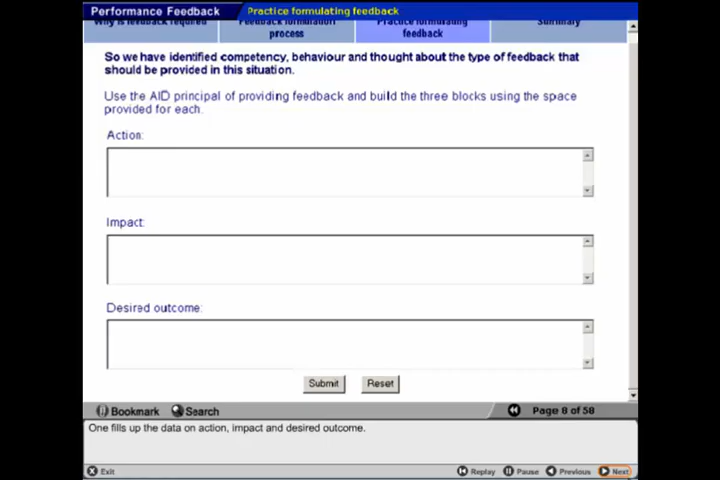 Performance Feedback Practice formulating feedback
Why is feedback required Feedback formulation Practice formulating Summary
process feedback
So we have identified competency, behaviour and thought about the type of feedback that
should be provided in this situation.
Use the AID principal of providing feedback and build the three blocks using the space
provided for each.
Action:
Impact:
Desired outcome:
Submit Reset
Bookmark Search Page 8 of 58
One fills up the data on action, impact and desired outcome.
Exit Replay Pause Previous Next